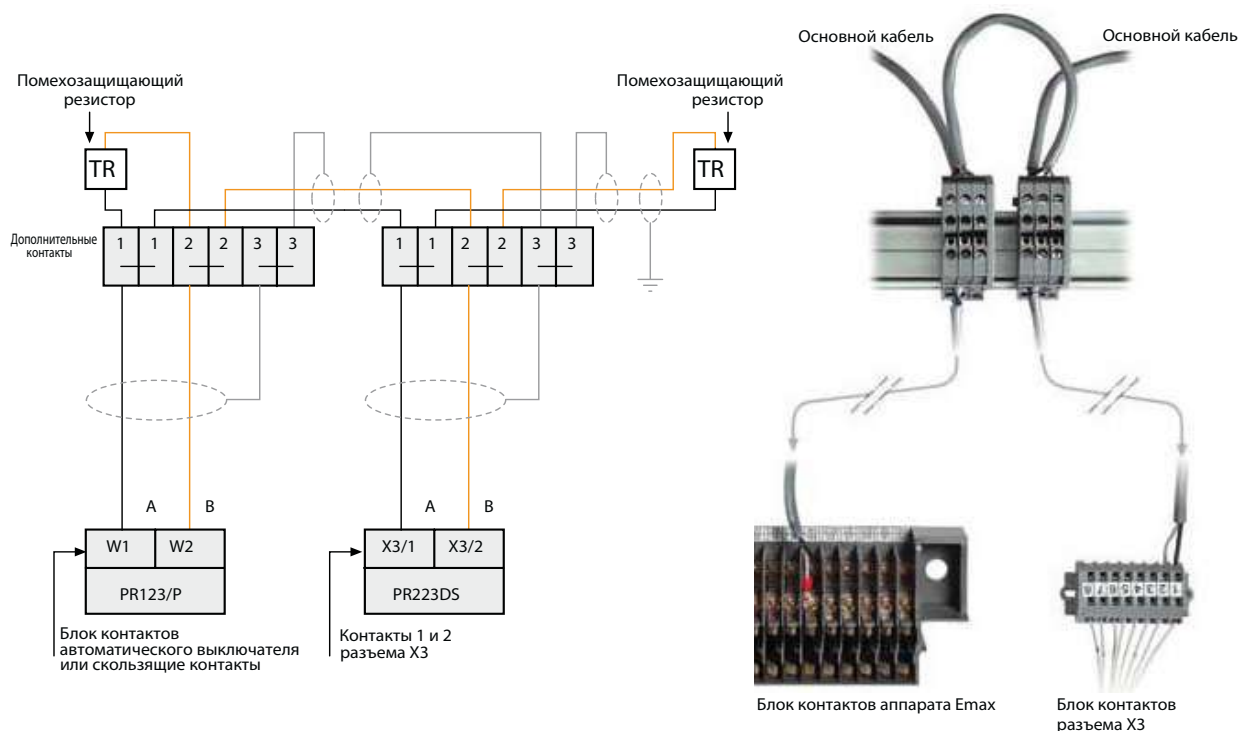 Помехозащищающий
резистор
TR
Помехозащищающий
резистор
TR
Дополнительные
контакты
1 1 2 2 3 3
1 1 2 2 3 3
A B
W1 W2
PR123/P
Блок контактов
автоматического выключателя
или скользящие контакты
A B
X3/1 X3/2
PR223DS
Контакты 1 и 2
разъема X3
Основной кабель
Основной кабель
Блок контактов аппарата Emax
Блок контактов
разъема X3